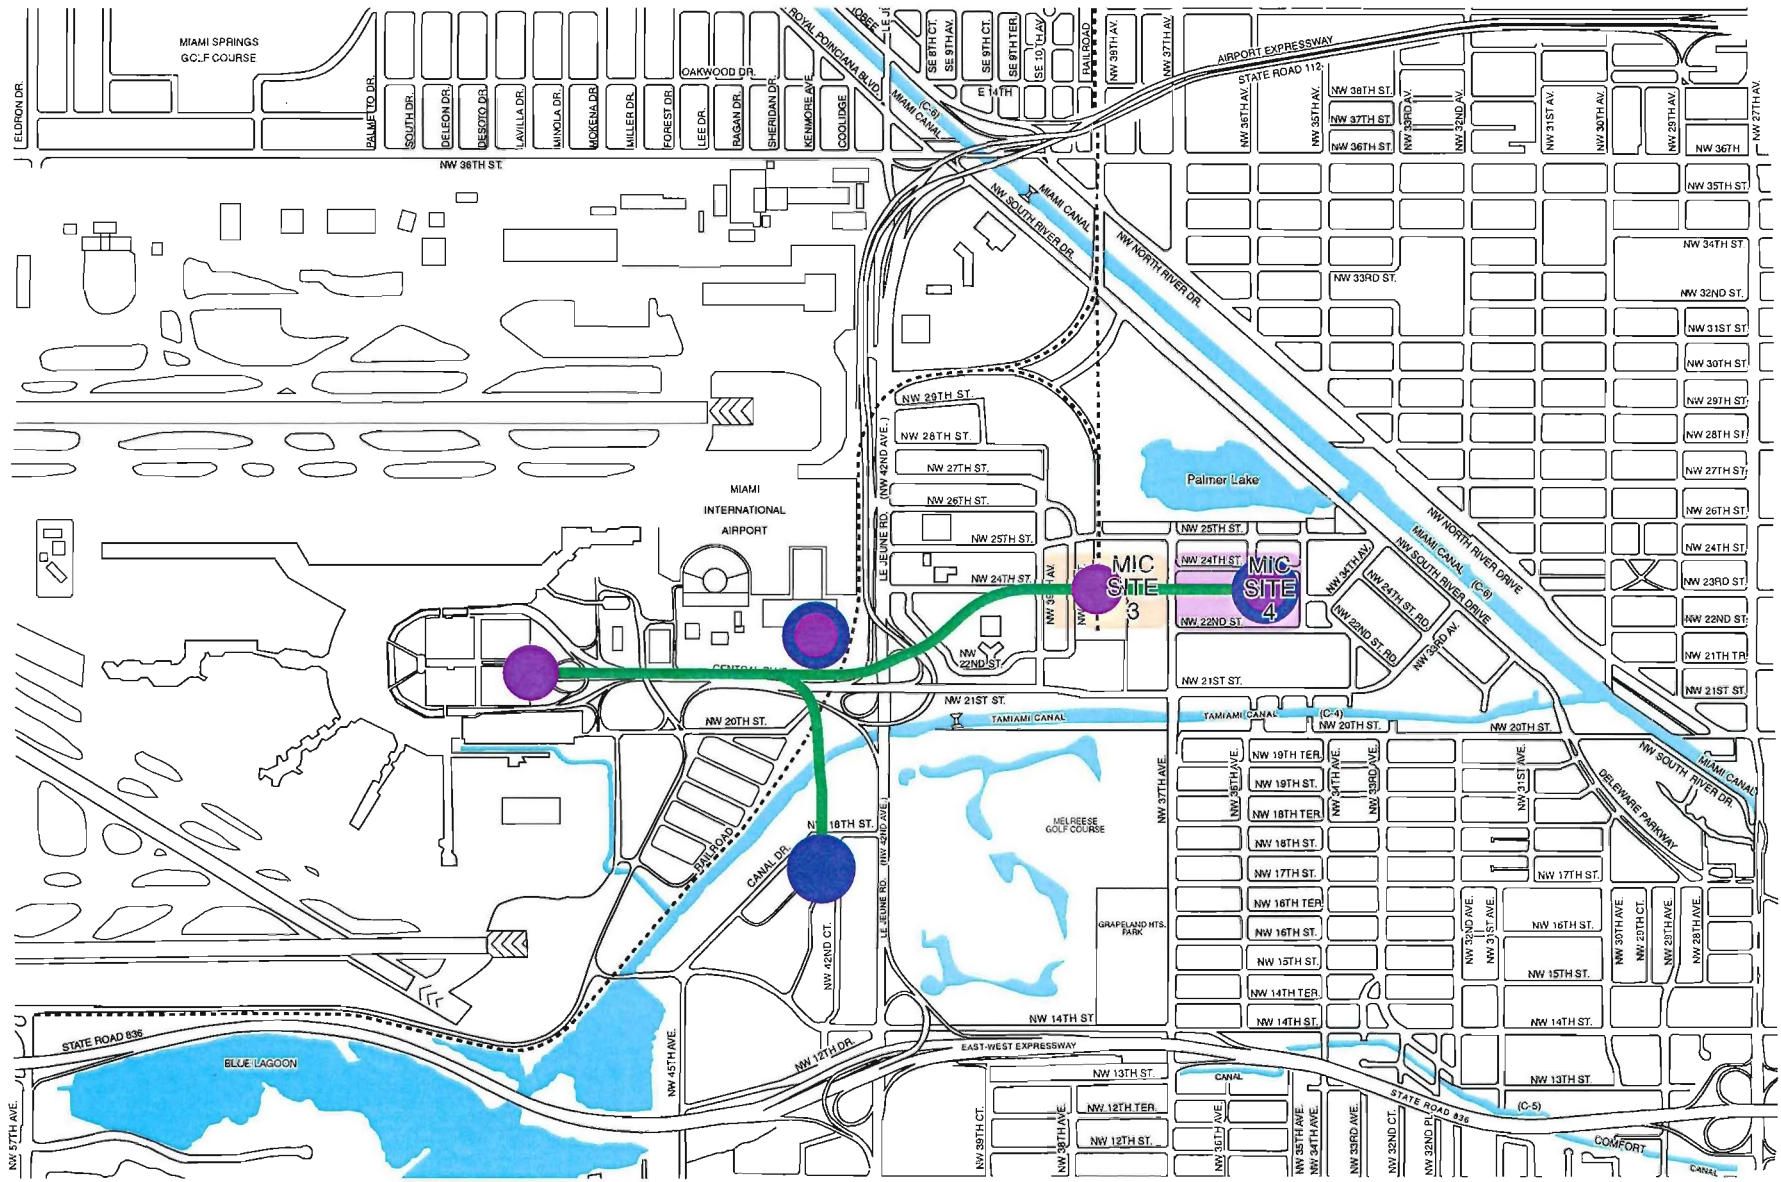 MIAMI SPRINGS
GOLF COURSE
ELDRON DR.
PALMETO DR.
SOUTH DR.
DELEON DR.
DESOTO DR.
LAVILLA DR.
MINOLA DR.
MOKENA DR
MILLER DR.
FOREST DR.
LEE DR.
RAGAN DR.
SHERIDAN DR.
KENMORE AVE
COOLIDGE
OAKWOOD DR.
ROYAL POINCIANA BLVD.
SE 8TH CT.
SE 9TH AV.
SE 9TH CT.
SE 9TH TER.
SE 10TH AV.
RAILROAD
NW 38TH AV.
NW 37TH AV.
E 14TH
AIRPORT EXPRESSWAY
STATE ROAD 112
NW 36TH AV.
NW 35TH AV.
NW 38TH ST.
NW 37TH ST.
NW 36TH ST.
NW 33RD AV.
NW 32ND AV.
NW 31ST AV.
NW 30TH AV.
NW 29TH AV.
NW 27TH AV.
NW 36TH
NW 36TH ST.
MIAMI CANAL
(C-6)
MIAMI CANAL
NW SOUTH RIVER DR.
NW NORTH RIVER DR.
NW 35TH ST.
NW 34TH ST.
NW 33RD ST.
NW 32ND ST.
NW 31ST ST.
NW 30TH ST.
NW 29TH ST.
NW 28TH ST.
NW 27TH ST.
NW 26TH ST.
NW 24TH ST.
NW 23RD ST.
NW 22ND ST.
NW 21TH TR.
NW 21ST ST.
NW 29TH ST.
NW 28TH ST.
NW 27TH ST.
NW 26TH ST.
NW 25TH ST.
NW 24TH ST.
LE JEUNE RD. (NW 42ND AVE.)
MIAMI
INTERNATIONAL
AIRPORT
Palmer Lake
NW 25TH ST.
NW 24TH ST.
NW 22ND ST.
MIC
SITE
3
MIC
SITE
4
NW 34TH AV.
NW 24TH ST. RD.
NW 22ND ST. RD.
NW 33RD AV.
NW SOUTH RIVER DRIVE
MIAMI CANAL
(C-6)
NW NORTH RIVER DRIVE
NW
22ND ST.
NW 21ST ST.
NW 21ST ST.
NW 20TH ST.
TAMIAMI CANAL
TAMIAMI CANAL
(C-4)
NW 20TH ST.
NW 20TH ST.
NW SOUTH RIVER DR.
MIAMI CANAL
DELEWARE PARKWAY
NW 19TH TER.
NW 19TH ST.
NW 18TH TER.
NW 18TH ST.
NW 17TH ST.
NW 16TH TER
NW 16TH ST.
NW 15TH ST.
NW 14TH TER.
NW 14TH ST.
NW 37TH AVE.
NW 36TH AVE.
NW 34TH AVE.
NW 33RD AVE.
NW 31ST AVE.
NW 17TH ST.
NW 32ND AVE.
NW 31ST AVE.
NW 16TH ST.
NW 15TH ST.
NW 14TH ST.
NW 13TH ST.
NW 30TH AVE.
NW 29TH CT.
NW 29TH AVE.
NW 28TH AVE.
MELREESE
GOLF COURSE
GRAPELAND HTS.
PARK
RAILROAD
CANAL DR.
NW 42ND CT.
LE JEUNE RD. (NW 42ND AVE.)
NW 14TH ST
STATE ROAD 836
BLUE LAGOON
NW 57TH AVE.
NW 45TH AVE.
NW 12TH DR.
EAST-WEST EXPRESSWAY
NW 13TH ST.
NW 12TH TER.
NW 12TH ST.
NW 39TH CT.
NW 38TH AVE.
NW 36TH AVE.
NW 35TH AVE.
NW 34TH AVE.
NW 33RD AVE.
NW 32ND CT.
NW 32ND PL
CANAL
STATE ROAD 836
(C-5)
COMFORT
CANAL